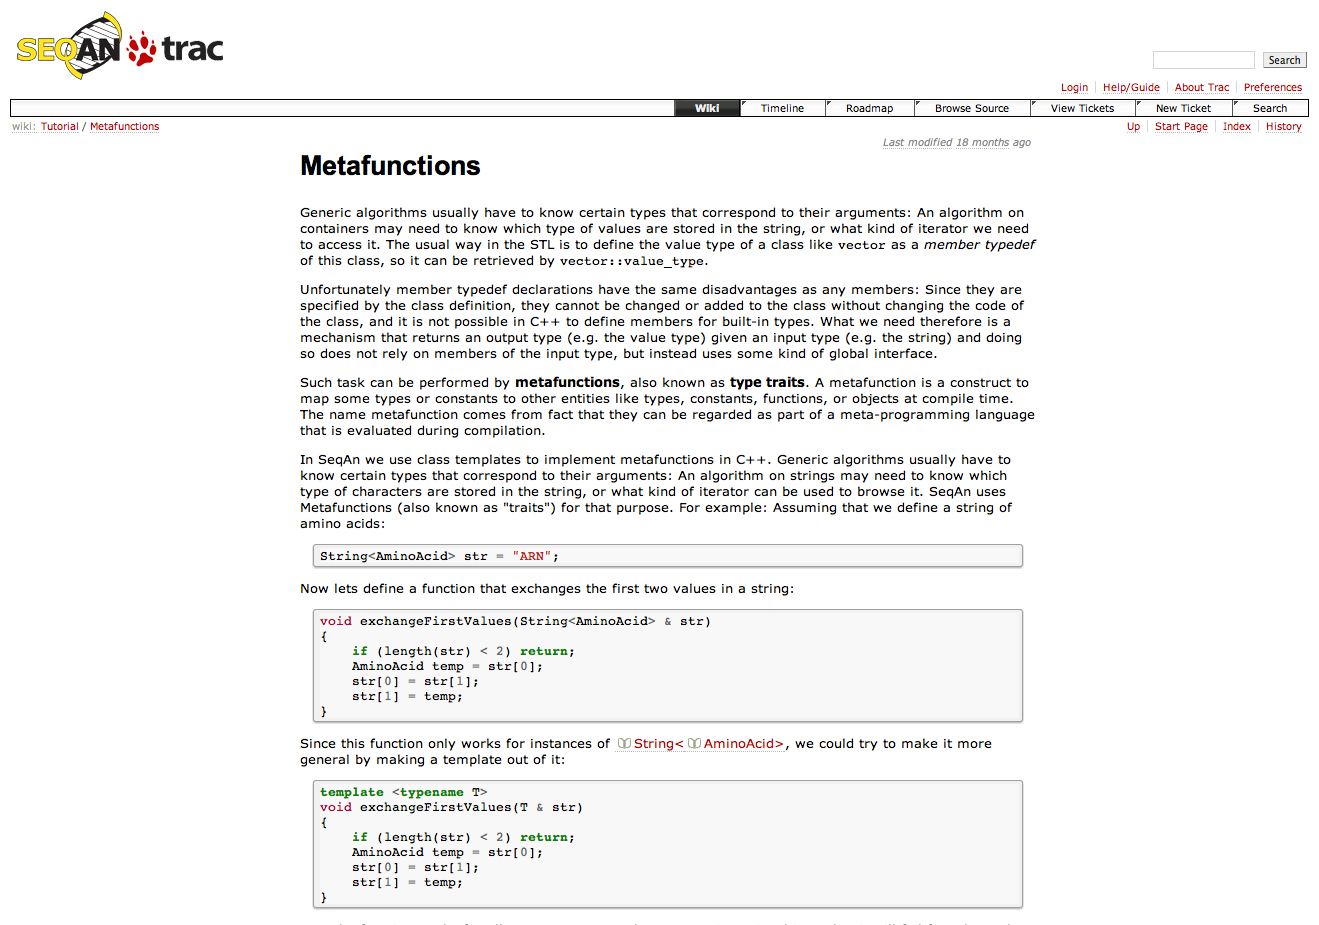 SEQAN trac
Search
Login Help/Guide About Trac Preferences
Wiki Timeline Roadmap Browse Source View Tickets New Ticket Search
wiki: Tutorial / Metafunctions Up Start Page Index History
Last modified 18 months ago
Metafunctions
Generic algorithms usually have to know certain types that correspond to their arguments: An algorithm on
containers may need to know which type of values are stored in the string, or what kind of iterator we need
to access it. The usual way in the STL is to define the value type of a class like vector as a member typedef
of this class, so it can be retrieved by vector::value_type.
Unfortunately member typedef declarations have the same disadvantages as any members: Since they are
specified by the class definition, they cannot be changed or added to the class without changing the code of
the class, and it is not possible in C++ to define members for built-in types. What we need therefore is a
mechanism that returns an output type (e.g. the value type) given an input type (e.g. the string) and doing
so does not rely on members of the input type, but instead uses some kind of global interface.
Such task can be performed by metafunctions, also known as type traits. A metafunction is a construct to
map some types or constants to other entities like types, constants, functions, or objects at compile time.
The name metafunction comes from fact that they can be regarded as part of a meta-programming language
that is evaluated during compilation.
In SeqAn we use class templates to implement metafunctions in C++. Generic algorithms usually have to
know certain types that correspond to their arguments: An algorithm on strings may need to know which
type of characters are stored in the string, or what kind of iterator can be used to browse it. SeqAn uses
Metafunctions (also known as "traits") for that purpose. For example: Assuming that we define a string of
amino acids:
String<AminoAcid> str = "ARN";
Now lets define a function that exchanges the first two values in a string:
void exchangeFirstValues(String<AminoAcid> & str)
{
    if (length(str) < 2) return;
    AminoAcid temp = str[0];
    str[0] = str[1];
    str[1] = temp;
}
Since this function only works for instances of String< AminoAcid>, we could try to make it more
general by making a template out of it:
template <typename T>
void exchangeFirstValues(T & str)
{
    if (length(str) < 2) return;
    AminoAcid temp = str[0];
    str[0] = str[1];
    str[1] = temp;
}